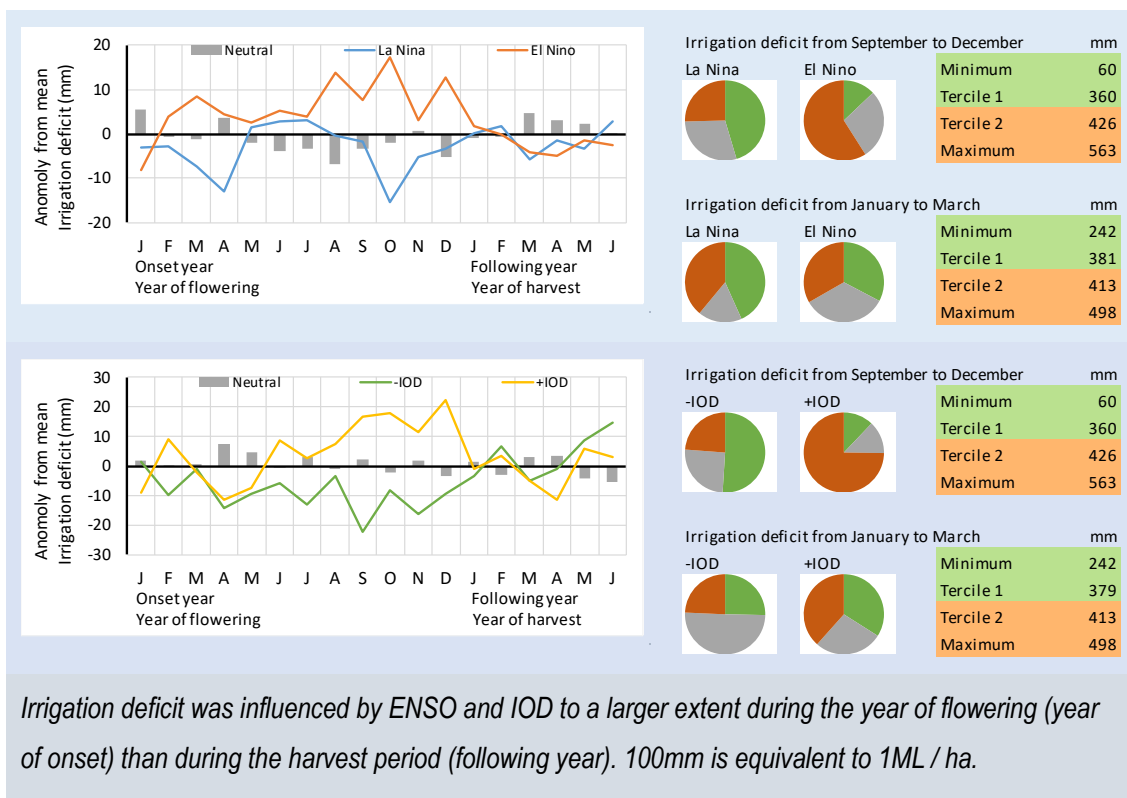 20
10
0
-10
-20
Anomoly from mean
Irrigation deficit (mm)
Neutral La Nina El Nino
J F M A M J J A S O N D J F M A M J
Onset year Following year
Year of flowering Year of harvest
Irrigation deficit from September to December mm
La Nina El Nino
Minimum 60
Tercile 1 360
Tercile 2 426
Maximum 563
Irrigation deficit from January to March mm
La Nina El Nino
Minimum 242
Tercile 1 381
Tercile 2 413
Maximum 498
30
20
10
0
-10
-20
-30
Anomoly from mean
Irrigation deficit (mm)
Neutral -IOD +IOD
J F M A M J J A S O N D J F M A M J
Onset year Following year
Year of flowering Year of harvest
Irrigation deficit from September to December mm
-IOD +IOD
Minimum 60
Tercile 1 360
Tercile 2 426
Maximum 563
Irrigation deficit from January to March mm
-IOD +IOD
Minimum 242
Tercile 1 379
Tercile 2 413
Maximum 498
Irrigation deficit was influenced by ENSO and IOD to a larger extent during the year of flowering (year
of onset) than during the harvest period (following year). 100mm is equivalent to 1ML / ha.